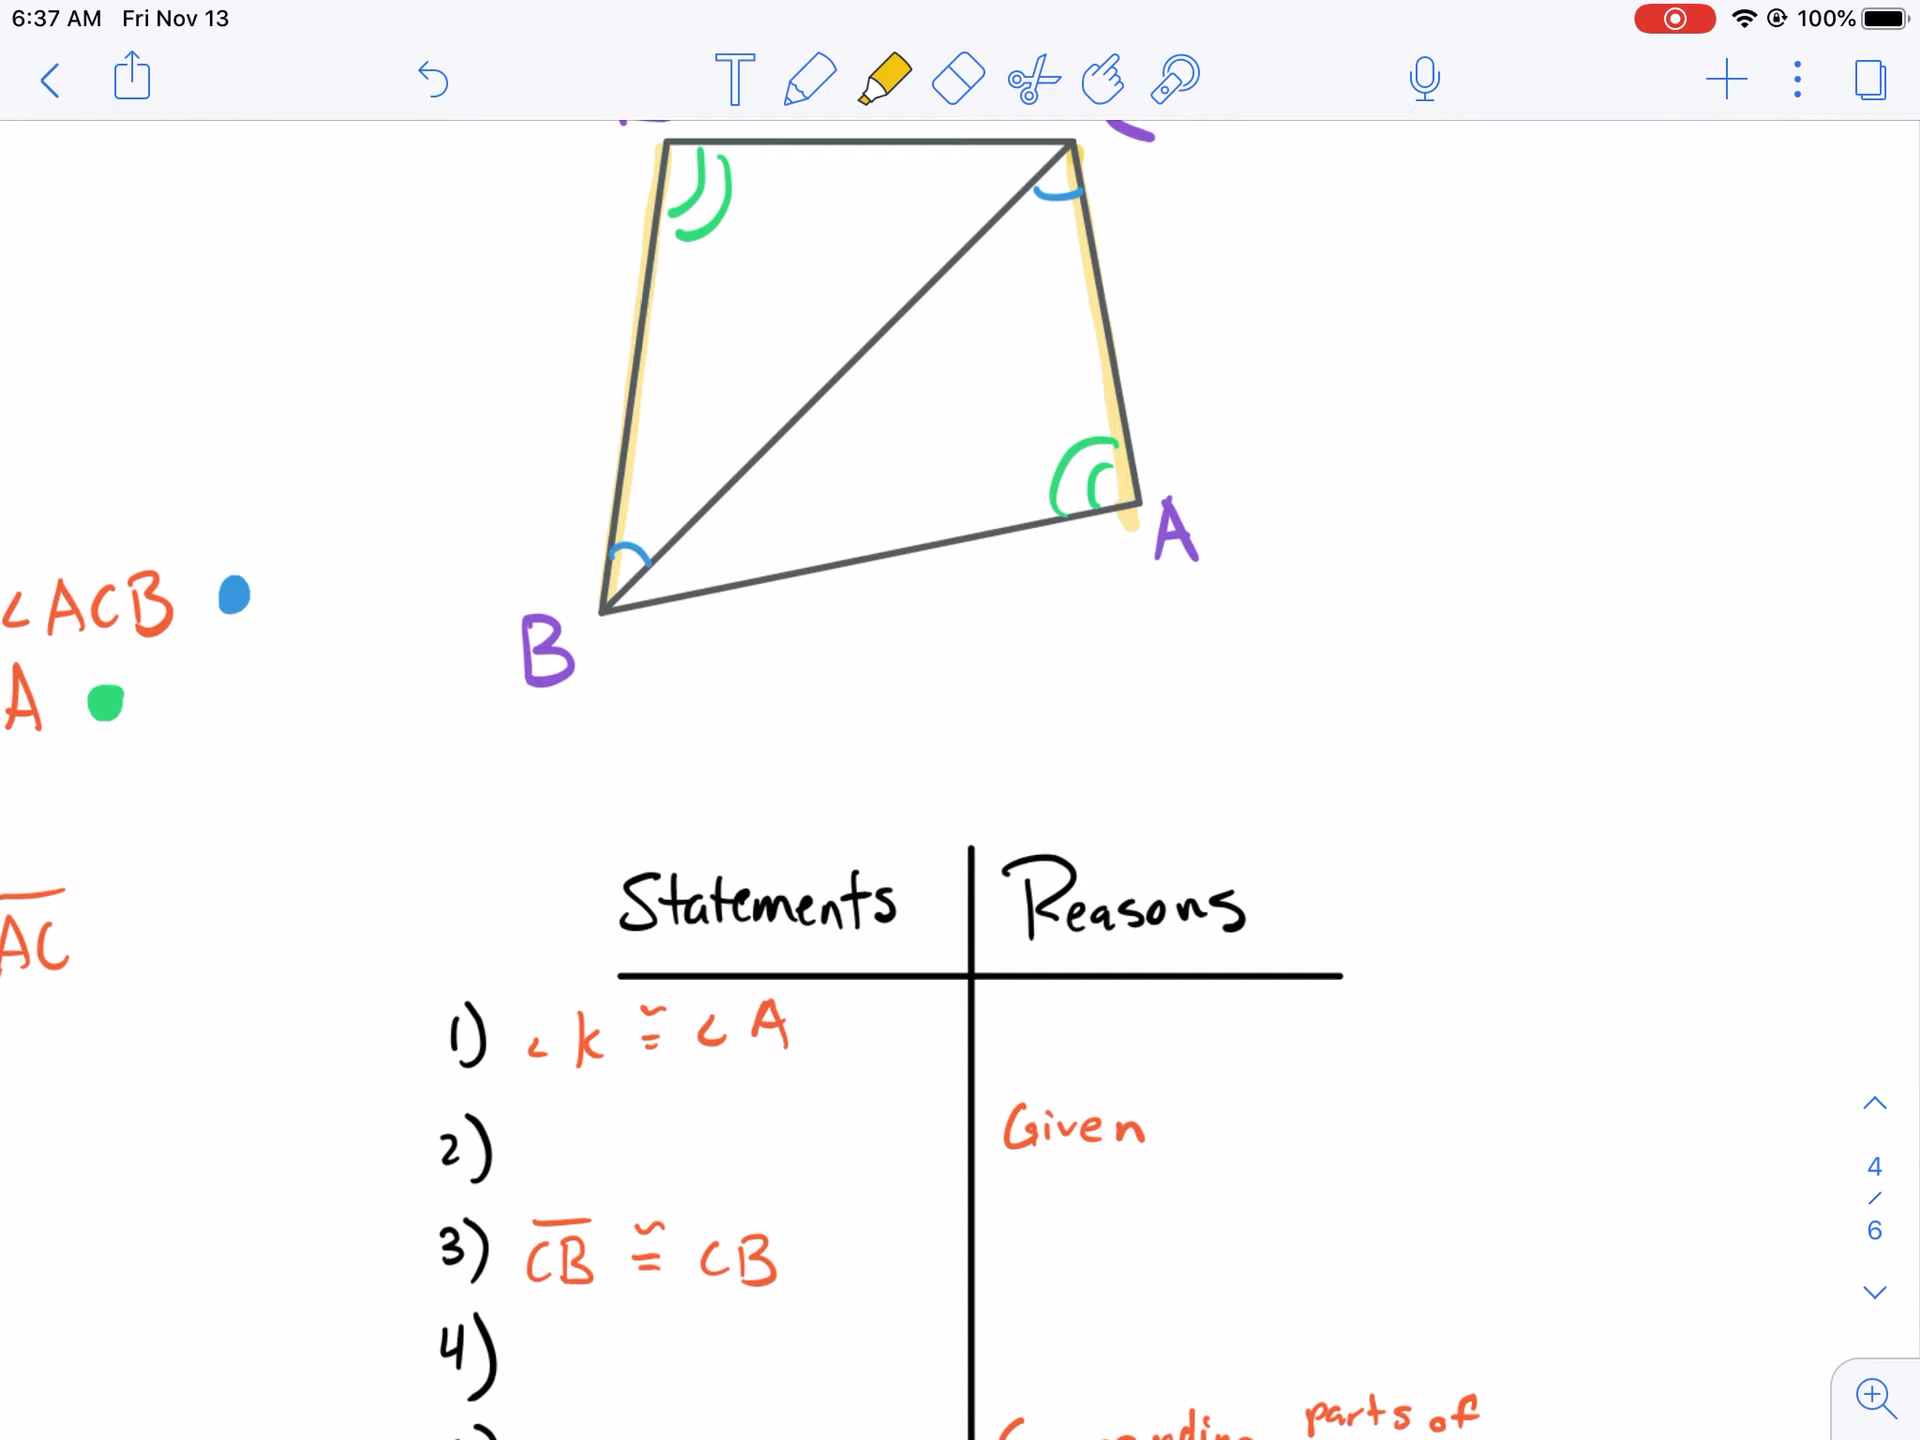 6:37 AM Fri Nov 13
100%
T
A
B
<ACB
A
AC
Statements Reasons
1) < k ≅ < A
2) Given
3) CB ≅ CB
4)
parts of
4
/
6